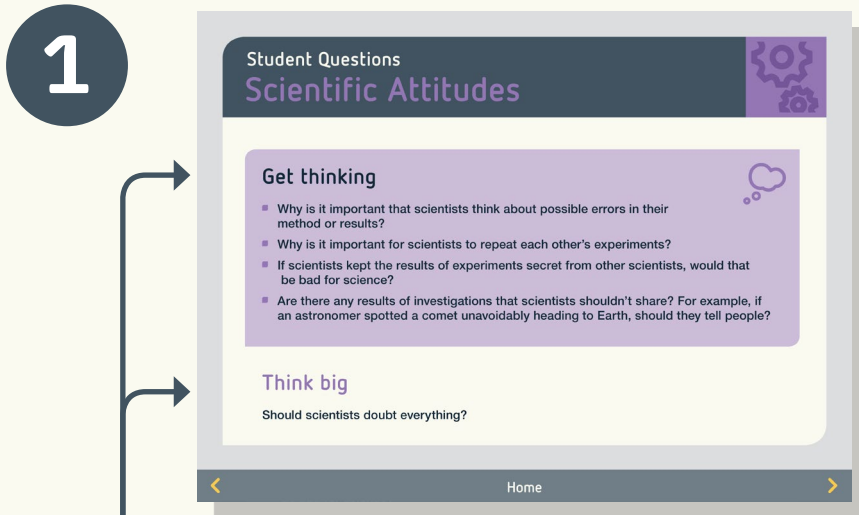 1
Student Questions
Scientific Attitudes
Get thinking
Why is it important that scientists think about possible errors in their
method or results?
Why is it important for scientists to repeat each other's experiments?
If scientists kept the results of experiments secret from other scientists, would that
be bad for science?
Are there any results of investigations that scientists shouldn't share? For example, if
an astronomer spotted a comet unavoidably heading to Earth, should they tell people?
Think big
Should scientists doubt everything?
Home